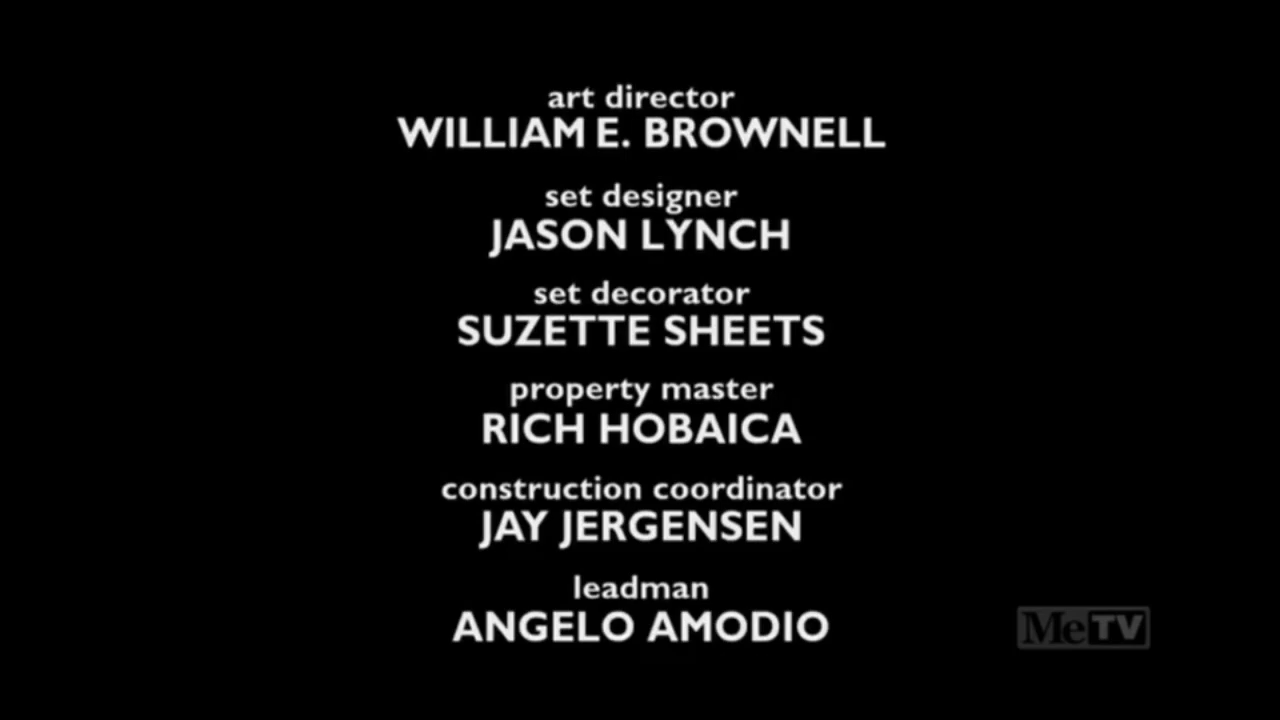 art director
WILLIAM E. BROWNELL
set designer
JASON LYNCH
set decorator
SUZETTE SHEETS
property master
RICH HOBAICA
construction coordinator
JAY JERGENSEN
leadman
ANGELO AMODIO
MeTV